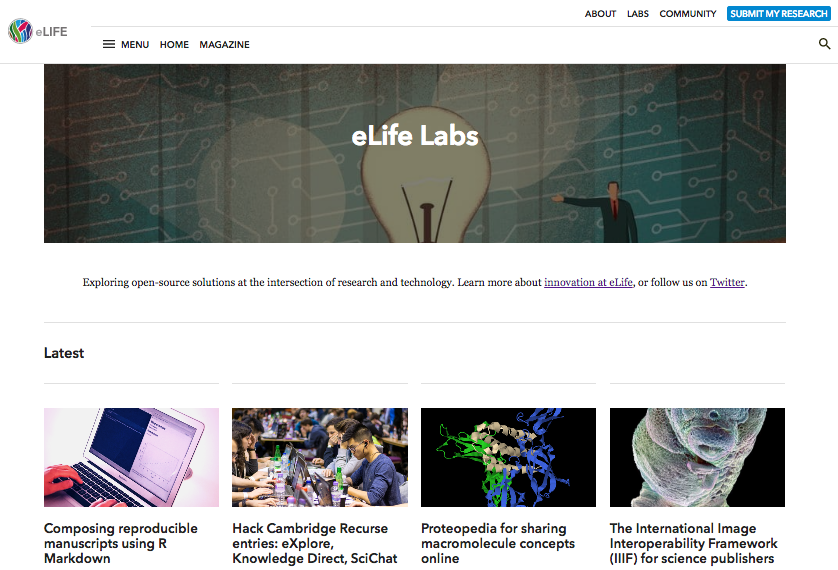 ABOUT LABS COMMUNITY SUBMIT MY RESEARCH
eLIFE
MENU HOME MAGAZINE
eLife Labs
Exploring open-source solutions at the intersection of research and technology. Learn more about innovation at eLife, or follow us on Twitter.
Latest
Composing reproducible
manuscripts using R
Markdown
Hack Cambridge Recurse
entries: eXplore,
Knowledge Direct, SciChat
Proteopedia for sharing
macromolecule concepts
online
The International Image
Interoperability Framework
(IIIF) for science publishers